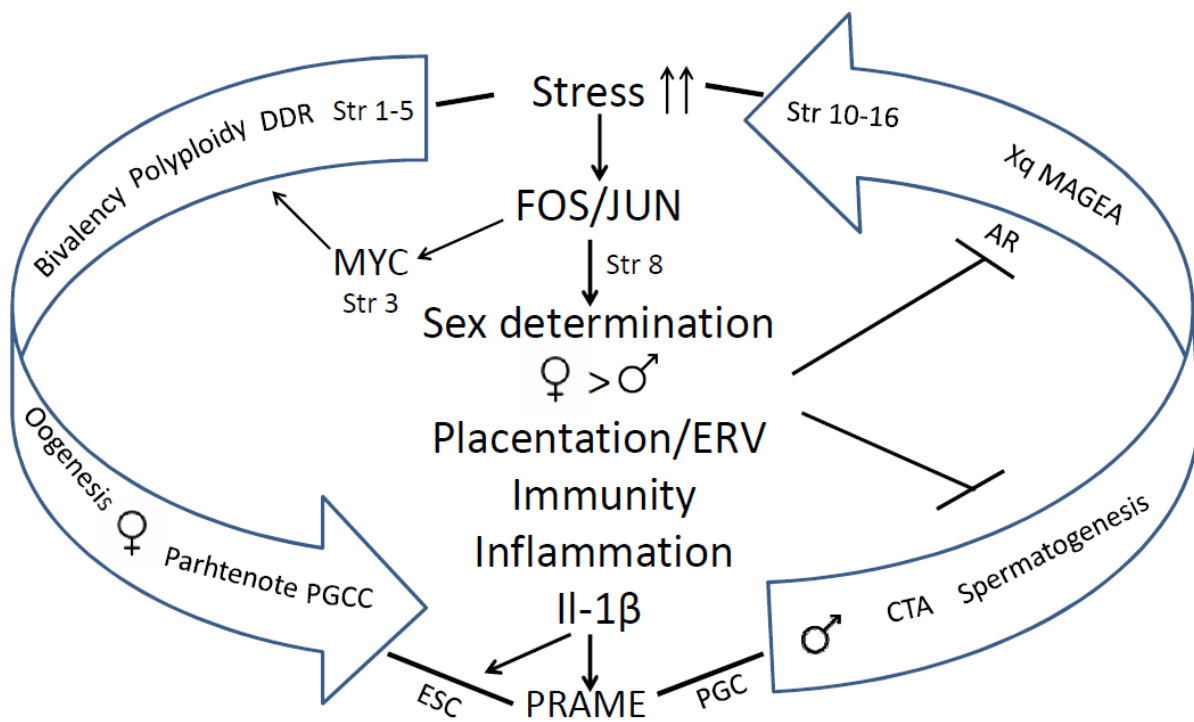 Stress ↑↑
Bivalency Polyploidy DDR Str 1-5
Str 10-16
Xq MAGEA
FOS/JUN
AR
MYC
Str 3
Str 8
Sex determination
♀ > ♂
Placentation/ERV
Immunity
Inflammation
Il-1β
Oogenesis ♀ Parhtenote PGCC
♂ CTA Spermatogenesis
ESC
PRAME
PGC